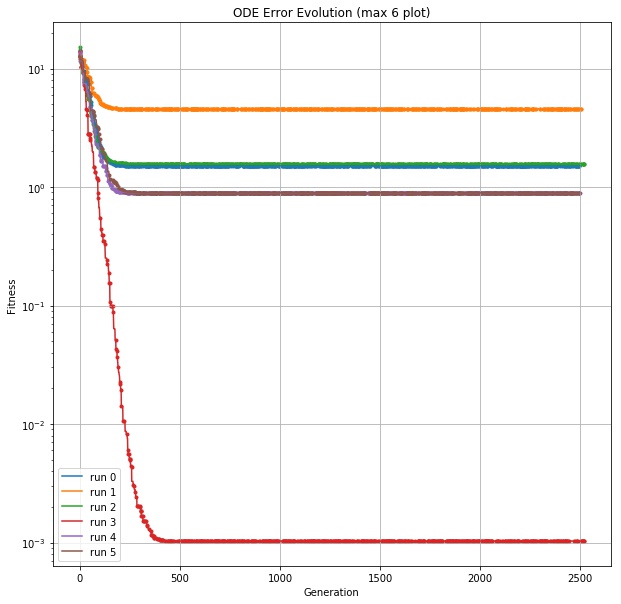 ODE Error Evolution (max 6 plot)
Fitness
10¹
10⁰
10⁻¹
10⁻²
10⁻³
run 0
run 1
run 2
run 3
run 4
run 5
0
500
1000
1500
2000
2500
Generation